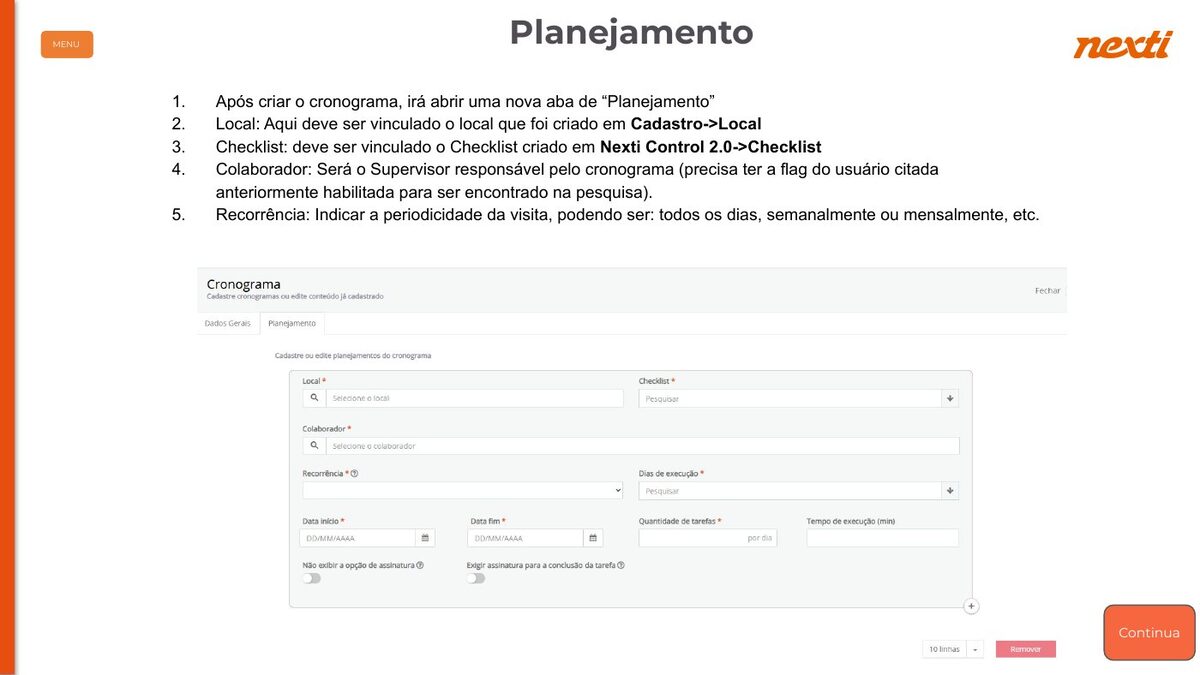 MENU
Planejamento
nexti
1. Após criar o cronograma, irá abrir uma nova aba de “Planejamento”
2. Local: Aqui deve ser vinculado o local que foi criado em Cadastro->Local
3. Checklist: deve ser vinculado o Checklist criado em Nexti Control 2.0->Checklist
4. Colaborador: Será o Supervisor responsável pelo cronograma (precisa ter a flag do usuário citada
anteriormente habilitada para ser encontrado na pesquisa).
5. Recorrência: Indicar a periodicidade da visita, podendo ser: todos os dias, semanalmente ou mensalmente, etc.
Cronograma
Cadastre cronogramas ou edite conteúdo já cadastrado
Fechar
Dados Gerais Planejamento
Cadastre ou edite planejamentos do cronograma
Local * Checklist *
Selecione o local Pesquisar
Colaborador *
Selecione o colaborador
Recorrência * Dias de execução *
Pesquisar
Data início * Data fim * Quantidade de tarefas * Tempo de execução (min)
DD/MM/AAAA DD/MM/AAAA por dia
Não exibir a opção de assinatura Exigir assinatura para a conclusão da tarefa
+
Continua
10 linhas Remover